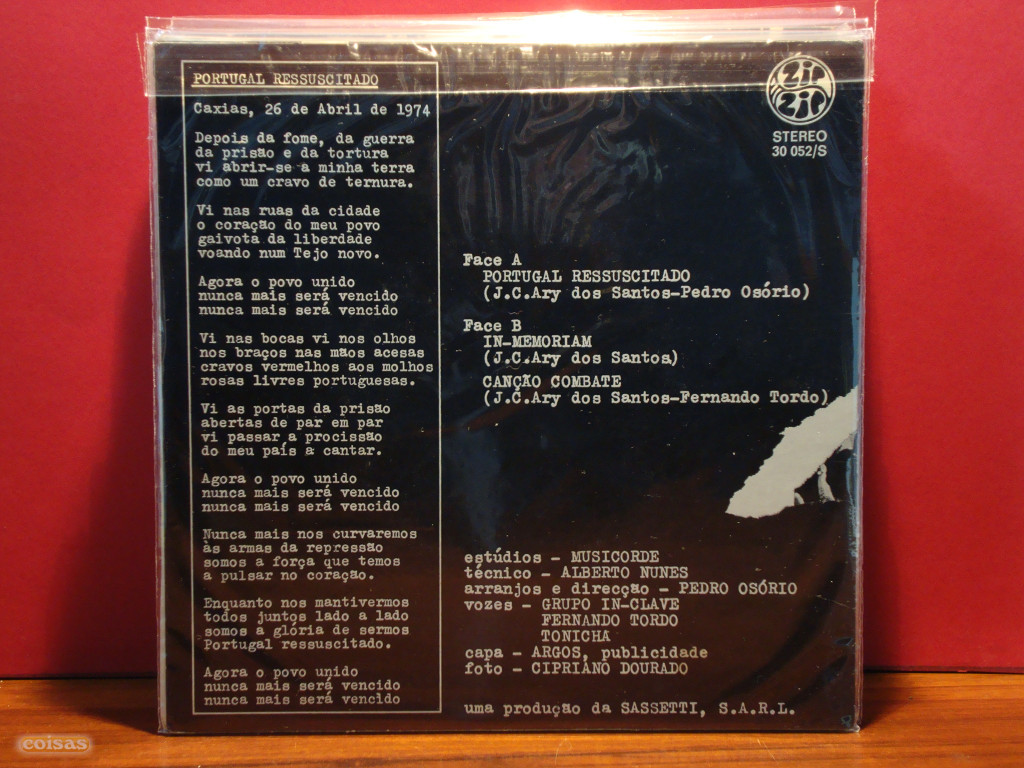 PORTUGAL RESSUSCITADO
Caxias, 26 de Abril de 1974
Depois da fome, da guerra
da prisão e da tortura
vi abrir-se a minha terra
como um cravo de ternura.
Vi nas ruas da cidade
o coração do meu povo
gaivota da liberdade
voando num Tejo novo.
Agora o povo unido
nunca mais será vencido
nunca mais será vencido
Vi nas bocas vi nos olhos
nos braços nas mãos acesas
cravos vermelhos aos molhos
rosas livres portuguesas.
Vi as portas da prisão
abertas de par em par
vi passar a procissão
do meu país a cantar.
Agora o povo unido
nunca mais será vencido
nunca mais será vencido
Nunca mais nos curvaremos
às armas da repressão
somos a força que temos
a pulsar no coração.
Enquanto nos mantivermos
todos juntos lado a lado
somos a glória de sermos
Portugal ressuscitado.
Agora o povo unido
nunca mais será vencido
nunca mais será vencido
zip
zip
STEREO
30 052/S
Face A
PORTUGAL RESSUSCITADO
(J.C.Ary dos Santos-Pedro Osório)
Face B
IN-MEMORIAM
(J.C.Ary dos Santos)
CANÇÃO COMBATE
(J.C.Ary dos Santos-Fernando Tordo)
estúdios - MUSICORDE
técnico - ALBERTO NUNES
arranjos e direcção - PEDRO OSÓRIO
vozes - GRUPO IN-CLAVE
FERNANDO TORDO
TONICHA
capa - ARGOS, publicidade
foto - CIPRIANO DOURADO
uma produção da SASSETTI, S.A.R.L.
coisas